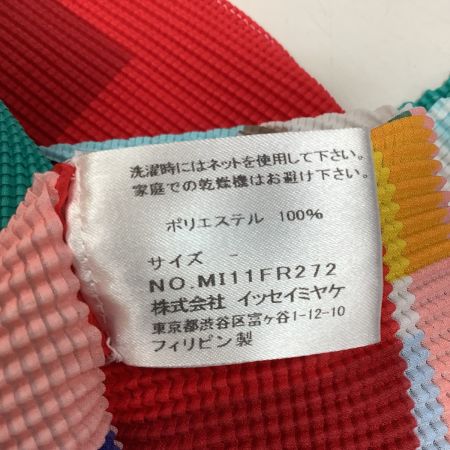 洗濯時にはネットを使用して下さい。
家庭での乾燥機はお避け下さい。
ポリエステル 100%
サイズ -
NO.MI11FR272
株式会社 イッセイミヤケ
東京都渋谷区富ヶ谷1-12-10
フィリピン製